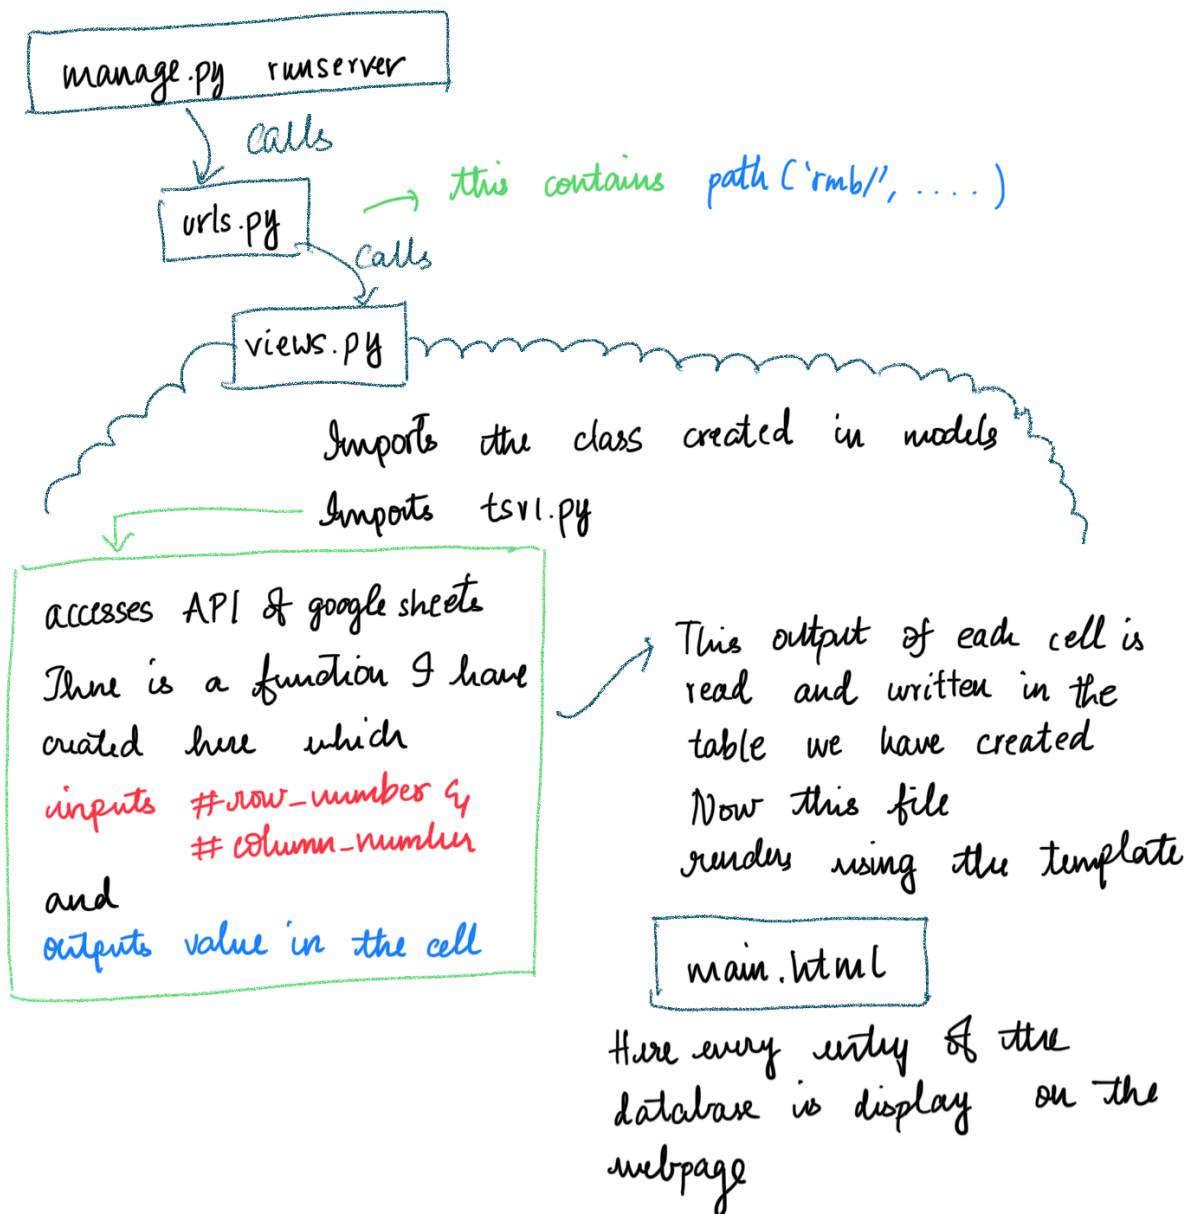 manage.py runserver
calls
urls.py
this contains path ('rmb/', ....)
calls
views.py
Imports the class created in models
Imports tsv1.py
accesses API of google sheets
There is a function I have
created here which
inputs #row_number &
# column_number
and
outputs value in the cell
This output of each cell is
read and written in the
table we have created
Now this file
renders using the template
main.html
Here every entry of the
database is display on the
webpage